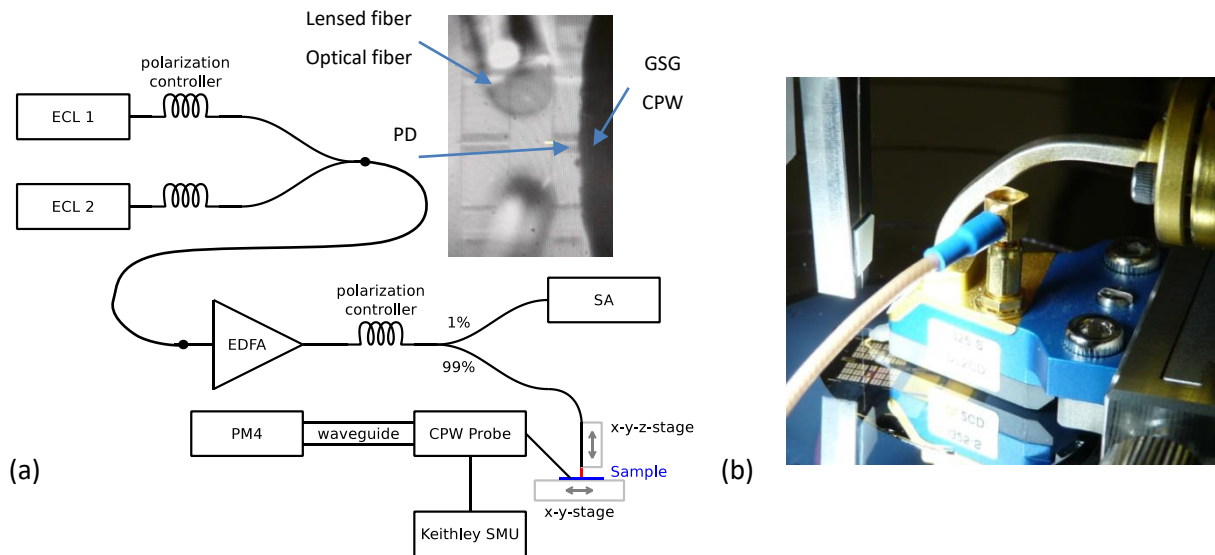 Lensed fiber
Optical fiber
GSG
CPW
PD
polarization
controller
ECL 1
ECL 2
polarization
controller
SA
1%
EDFA
99%
PM4
waveguide
CPW Probe
x-y-z-stage
Sample
x-y-stage
Keithley SMU
(a)
(b)